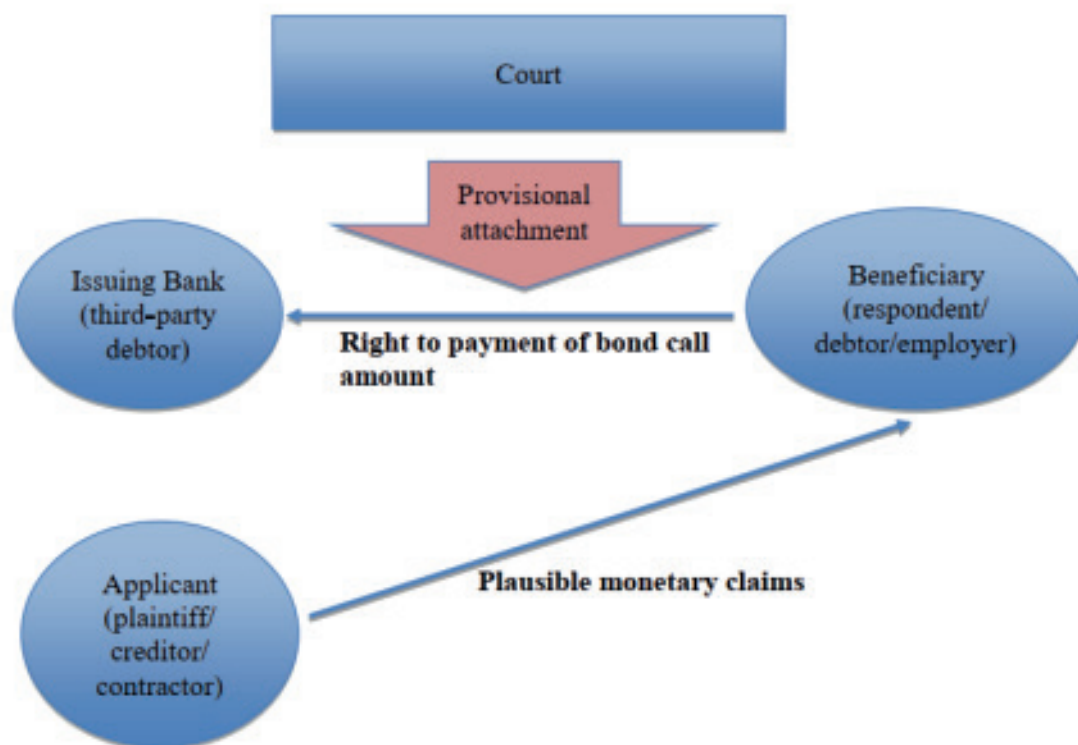 Court
Provisional
attachment
Issuing Bank
(third-party
debtor)
Beneficiary
(respondent/
debtor/employer)
Right to payment of bond call
amount
Plausible monetary claims
Applicant
(plaintiff/
creditor/
contractor)